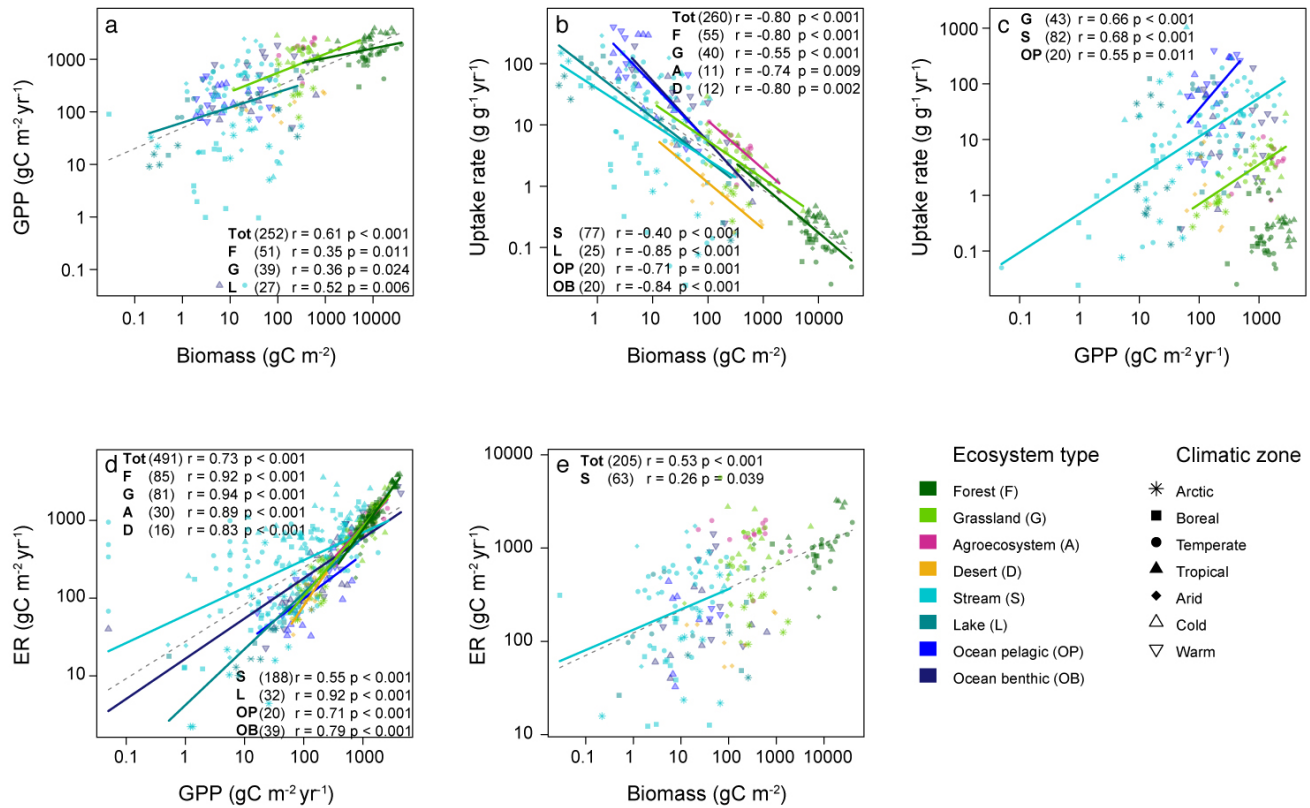 a
GPP (gC m⁻² yr⁻¹)
1000
100
10
1
0.1
Tot (252) r = 0.61 p < 0.001
F (51) r = 0.35 p = 0.011
G (39) r = 0.36 p = 0.024
L (27) r = 0.52 p = 0.006
0.1 1 10 100 1000 10000
Biomass (gC m⁻²)
b
Uptake rate (g g⁻¹ yr⁻¹)
1000
100
10
1
0.1
Tot (260) r = -0.80 p < 0.001
F (55) r = -0.80 p < 0.001
G (40) r = -0.55 p < 0.001
A (11) r = -0.74 p = 0.009
D (12) r = -0.80 p = 0.002
S (77) r = -0.40 p < 0.001
L (25) r = -0.85 p < 0.001
OP (20) r = -0.71 p = 0.001
OB (20) r = -0.84 p < 0.001
1 10 100 1000 10000
Biomass (gC m⁻²)
c
Uptake rate (g g⁻¹ yr⁻¹)
1000
100
10
1
0.1
G (43) r = 0.66 p < 0.001
S (82) r = 0.68 p < 0.001
OP (20) r = 0.55 p = 0.011
0.1 1 10 100 1000
GPP (gC m⁻² yr⁻¹)
d
ER (gC m⁻² yr⁻¹)
1000
100
10
Tot (491) r = 0.73 p < 0.001
F (85) r = 0.92 p < 0.001
G (81) r = 0.94 p < 0.001
A (30) r = 0.89 p < 0.001
D (16) r = 0.83 p < 0.001
S (188) r = 0.55 p < 0.001
L (32) r = 0.92 p < 0.001
OP (20) r = 0.71 p < 0.001
OB (39) r = 0.79 p < 0.001
0.1 1 10 100 1000
GPP (gC m⁻² yr⁻¹)
e
ER (gC m⁻² yr⁻¹)
10000
1000
100
10
Tot (205) r = 0.53 p < 0.001
S (63) r = 0.26 p = 0.039
0.1 1 10 100 1000 10000
Biomass (gC m⁻²)
Ecosystem type
Forest (F)
Grassland (G)
Agroecosystem (A)
Desert (D)
Stream (S)
Lake (L)
Ocean pelagic (OP)
Ocean benthic (OB)
Climatic zone
Arctic
Boreal
Temperate
Tropical
Arid
Cold
Warm